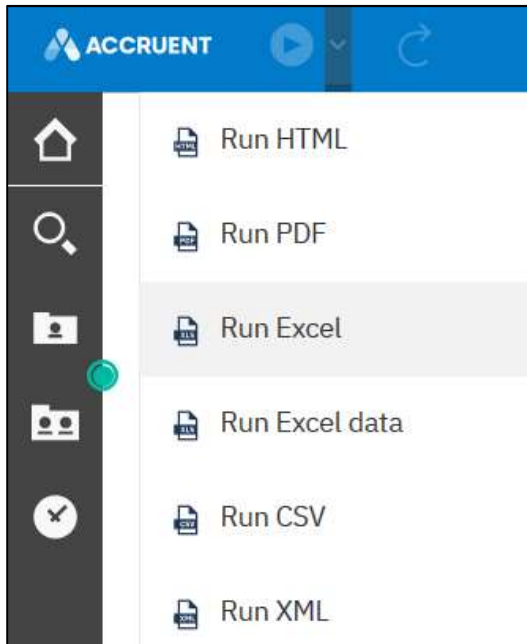 ACCRUENT
Run HTML
Run PDF
Run Excel
Run Excel data
Run CSV
Run XML